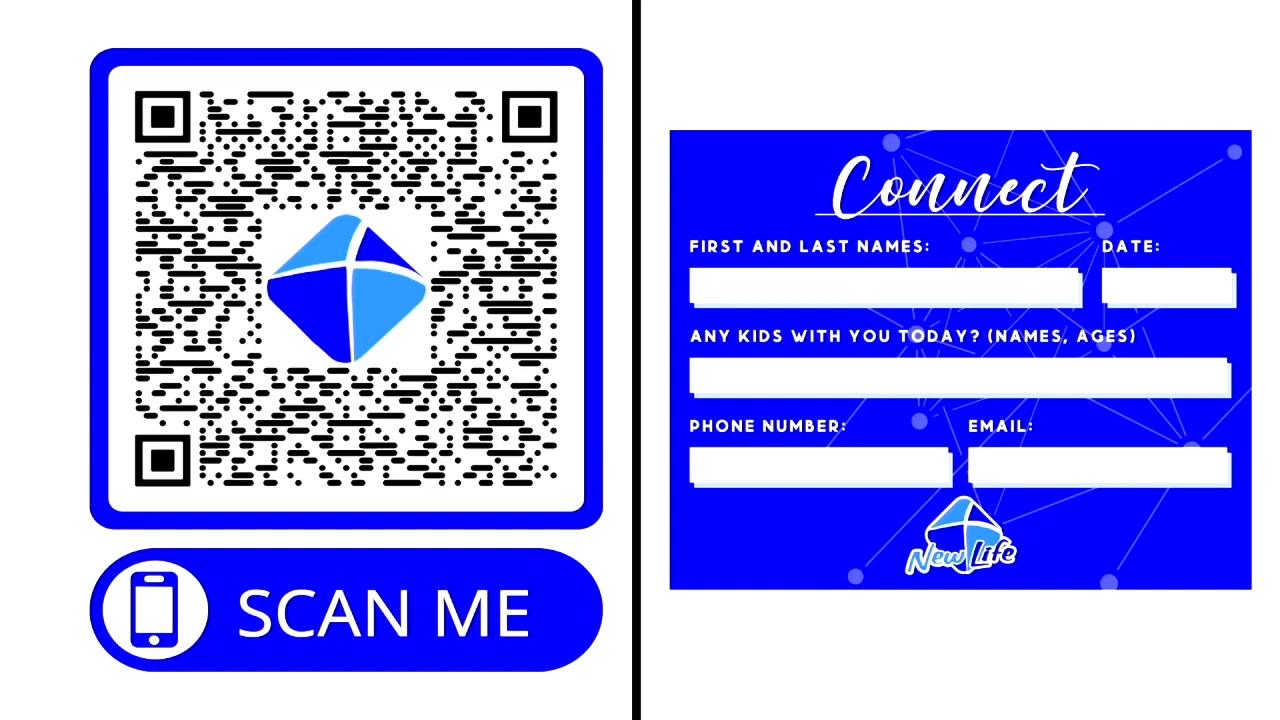 SCAN ME
Connect
FIRST AND LAST NAMES:
DATE:
ANY KIDS WITH YOU TODAY? (NAMES, AGES)
PHONE NUMBER:
EMAIL:
New Life